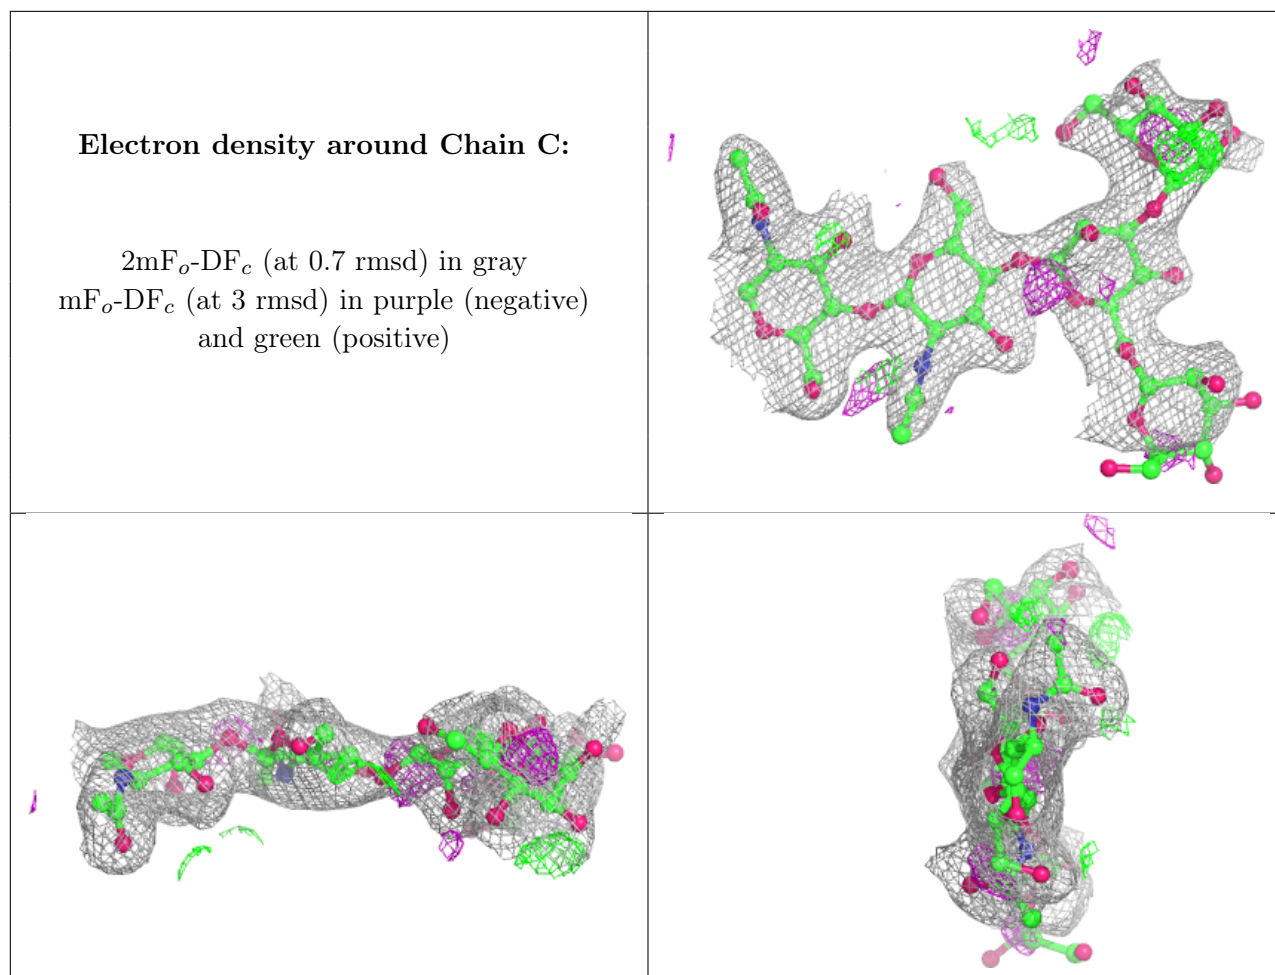 Electron density around Chain C:
2mFo-DFc (at 0.7 rmsd) in gray
mFo-DFc (at 3 rmsd) in purple (negative)
and green (positive)